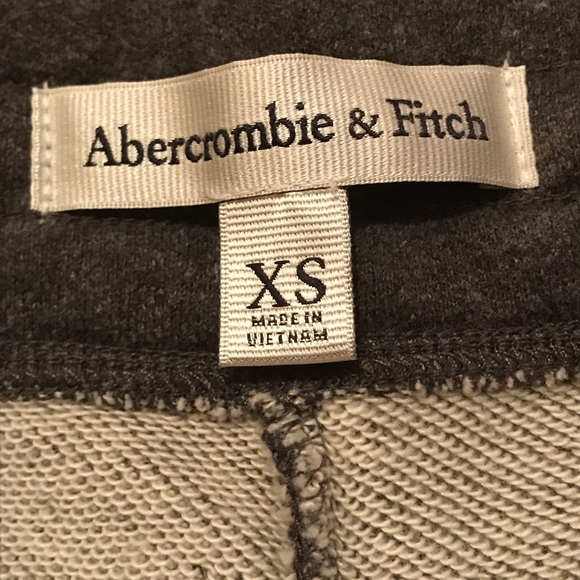 Abercrombie & Fitch
XS
MADE IN
VIETNAM